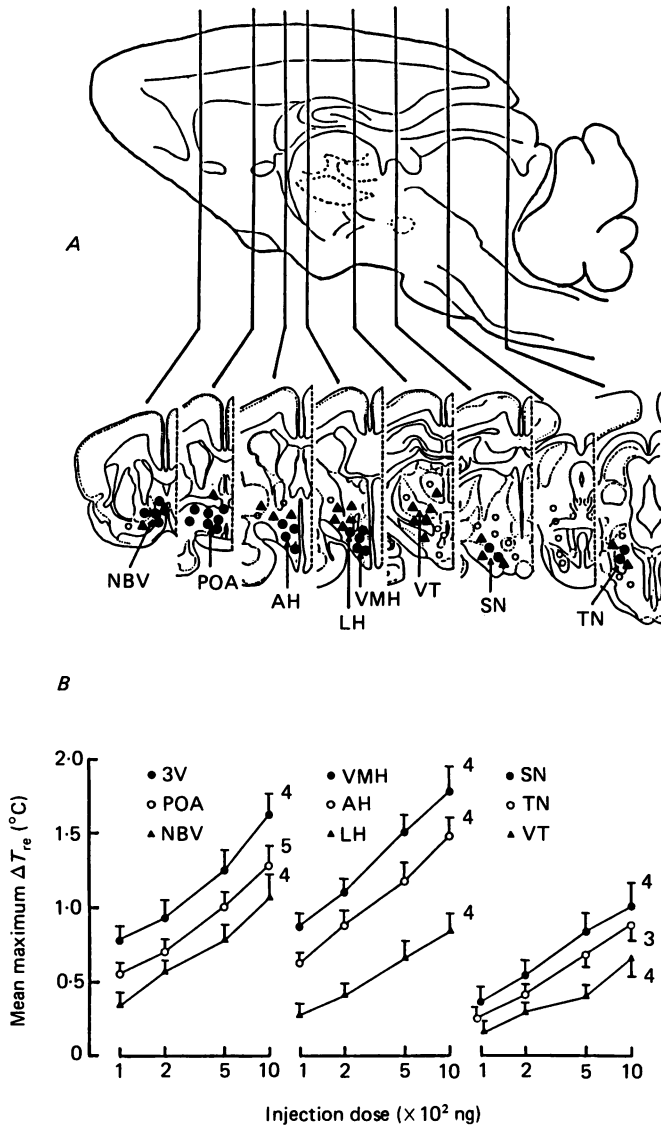 A
NBV
POA
AH
LH
VMH
VT
SN
TN
B
Mean maximum ΔTre (°C)
2·0
1·5
1·0
0·5
0
● 3V
○ POA
▲ NBV
4
5
4
● VMH
○ AH
▲ LH
4
4
4
● SN
○ TN
▲ VT
4
3
4
1 2 5 10
1 2 5 10
1 2 5 10
Injection dose (× 10² ng)